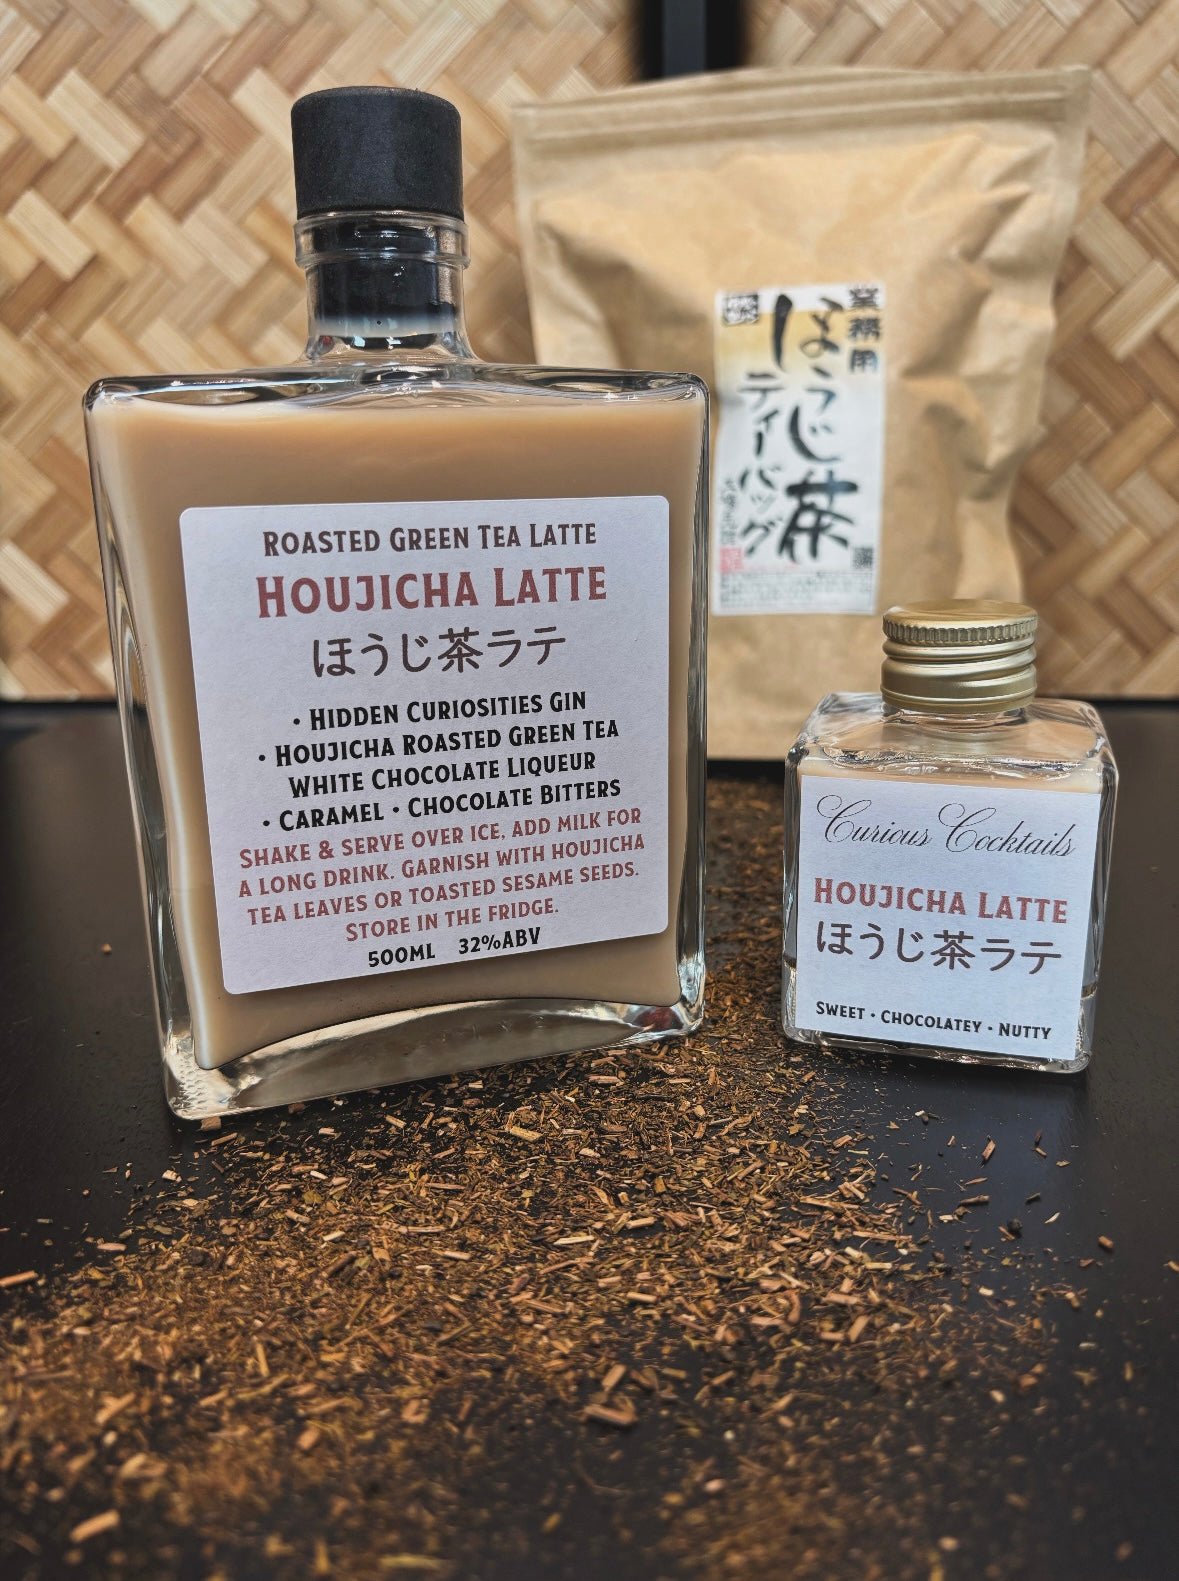 ROASTED GREEN TEA LATTE
HOUJICHA LATTE
ほうじ茶ラテ
• HIDDEN CURIOSITIES GIN
• HOUJICHA ROASTED GREEN TEA
WHITE CHOCOLATE LIQUEUR
• CARAMEL • CHOCOLATE BITTERS
SHAKE & SERVE OVER ICE, ADD MILK FOR
A LONG DRINK. GARNISH WITH HOUJICHA
TEA LEAVES OR TOASTED SESAME SEEDS.
STORE IN THE FRIDGE.
500ML 32%ABV
業務用
ほうじ茶
ティーバッグ
Curious Cocktails
HOUJICHA LATTE
ほうじ茶ラテ
SWEET • CHOCOLATEY • NUTTY